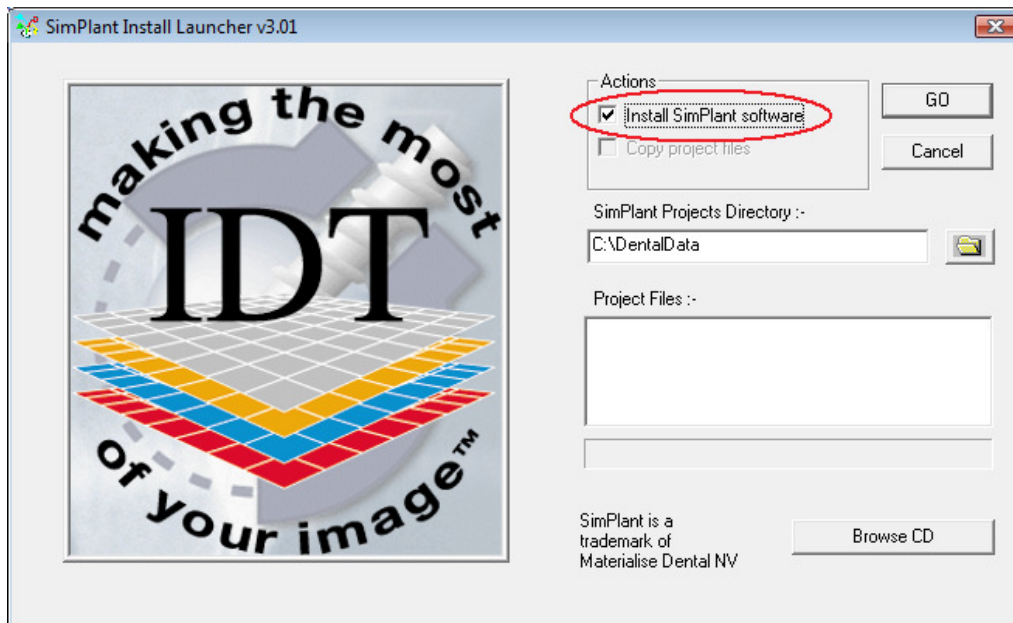 SimPlant Install Launcher v3.01
making the most
IDT
of your image™
Actions
Install SimPlant software
Copy project files
GO
Cancel
SimPlant Projects Directory :-
C:\DentalData
Project Files :-
SimPlant is a
trademark of
Materialise Dental NV
Browse CD